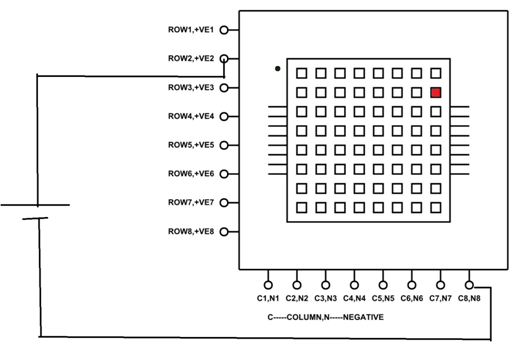 ROW1,+VE1
ROW2,+VE2
ROW3,+VE3
ROW4,+VE4
ROW5,+VE5
ROW6,+VE6
ROW7,+VE7
ROW8,+VE8
C1,N1 C2,N2 C3,N3 C4,N4 C5,N5 C6,N6 C7,N7 C8,N8
C-----COLUMN,N-----NEGATIVE